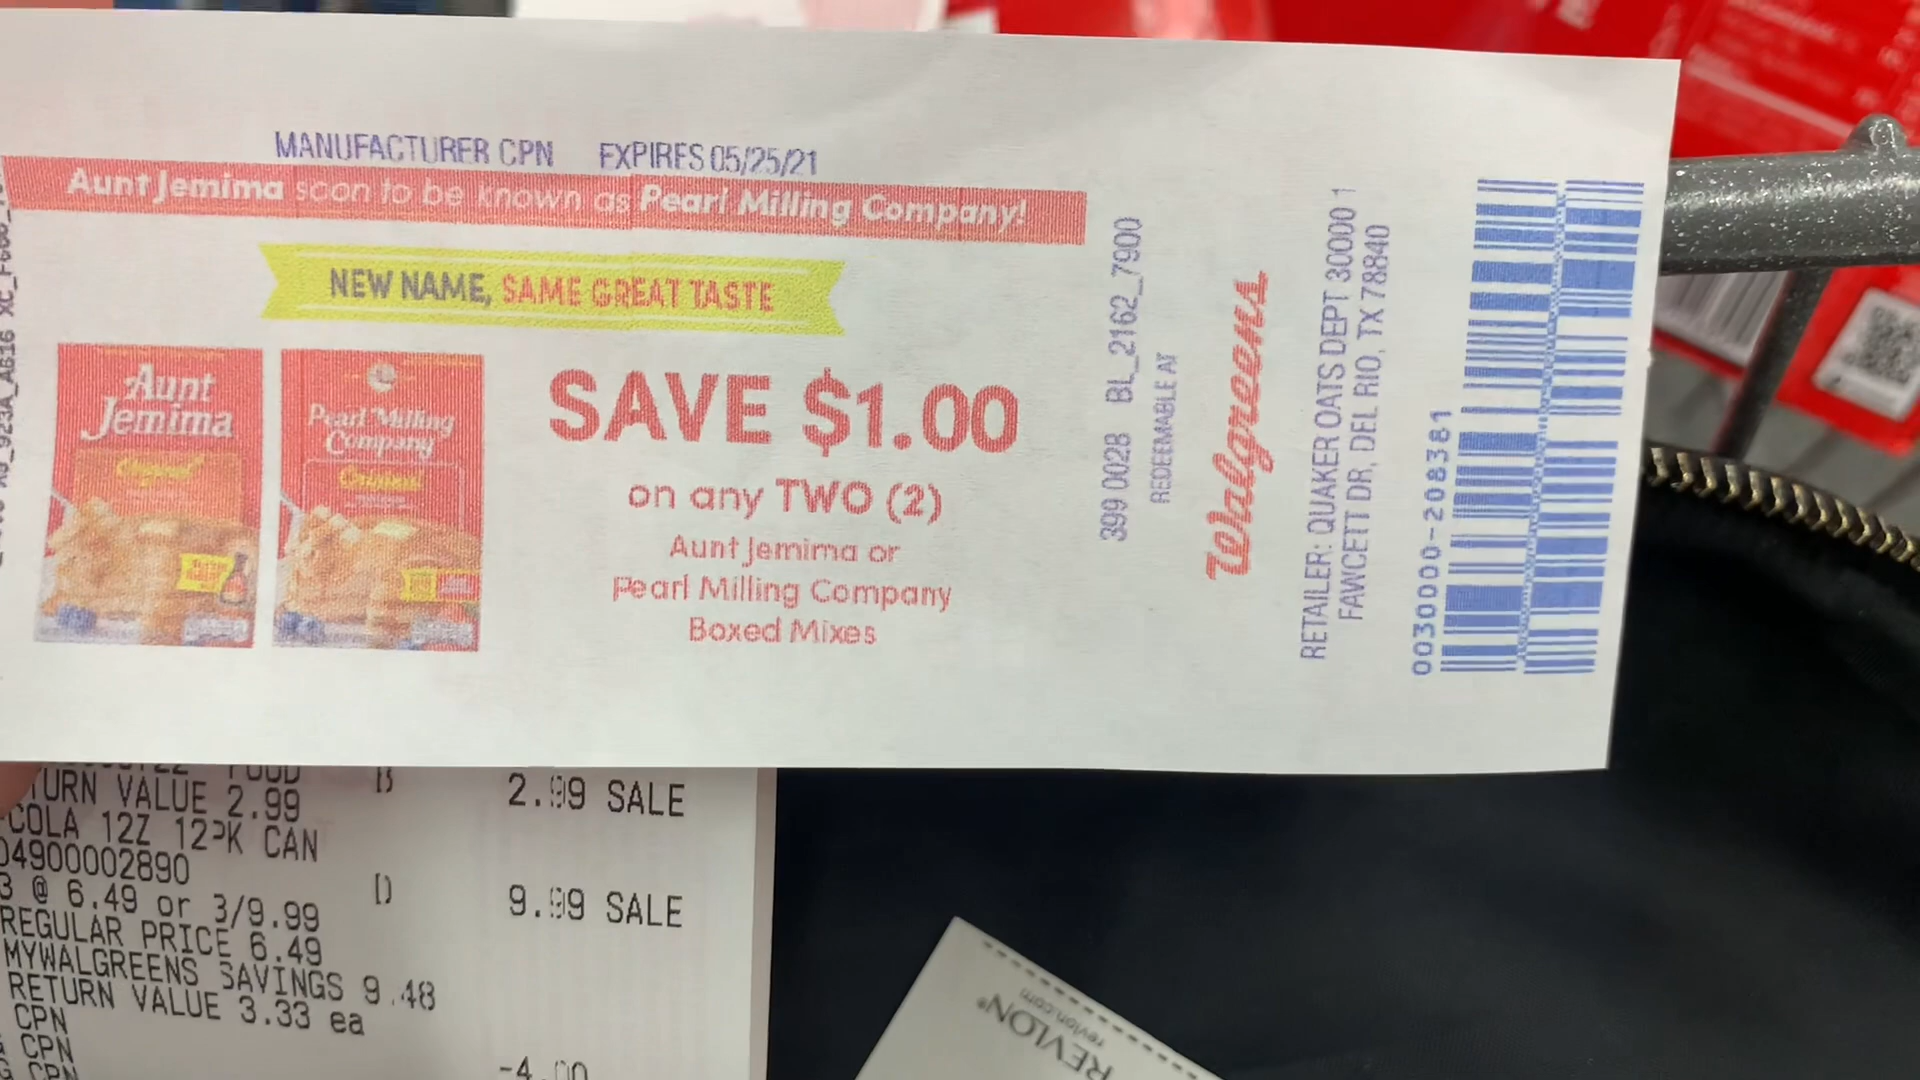 MANUFACTURER CPN EXPIRES 05/25/21
Aunt Jemima soon to be known as Pearl Milling Company!
NEW NAME, SAME GREAT TASTE
Aunt
Jemima
Original
Pearl Milling
Company
SAVE $1.00
on any TWO (2)
Aunt Jemima or
Pearl Milling Company
Boxed Mixes
399 0028 BL_2162_7900
REDEEMABLE AT
Walgreens
RETAILER: QUAKER OATS DEPT 30000 1
FAWCETT DR, DEL RIO, TX 78840
0030000-208381
FOOD 2.99 SALE
TURN VALUE 2.99
COLA 12Z 12PK CAN
04900002890
3 @ 6.49 or 3/9.99 9.99 SALE
REGULAR PRICE 6.49
MYWALGREENS SAVINGS 9.48
RETURN VALUE 3.33 ea
CPN
CPN
CPN -4.00
REVLON®
revlon.com